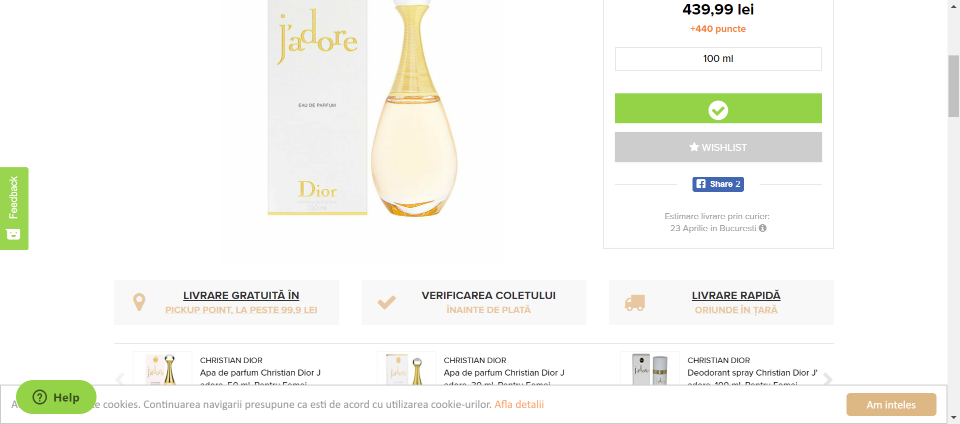 439,99 lei
+440 puncte
j'adore
EAU DE PARFUM
Dior
100 ml
WISHLIST
Share 2
Estimare livrare prin curier:
23 Aprilie in Bucuresti
Feedback
LIVRARE GRATUITĂ ÎN
PICKUP POINT, LA PESTE 99,9 LEI
VERIFICAREA COLETULUI
ÎNAINTE DE PLATĂ
LIVRARE RAPIDĂ
ORIUNDE ÎN ȚARĂ
CHRISTIAN DIOR
Apa de parfum Christian Dior J
adore, 50 ml, Pentru Femei
CHRISTIAN DIOR
Apa de parfum Christian Dior J
adore, 30 ml, Pentru Femei
CHRISTIAN DIOR
Deodorant spray Christian Dior J'
adore, 100 ml, Pentru Femei
Help
te cookies. Continuarea navigarii presupune ca esti de acord cu utilizarea cookie-urilor. Afla detalii
Am inteles